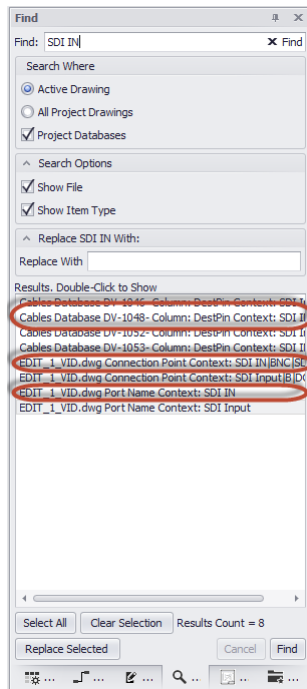 Find
Find: SDI IN × Find
Search Where
Active Drawing
All Project Drawings
Project Databases
Search Options
Show File
Show Item Type
Replace SDI IN With:
Replace With
Results. Double-Click to Show
Cables Database DV-1046- Column: DestPin Context: SDI I
Cables Database DV-1048- Column: DestPin Context: SDI I
Cables Database DV-1052- Column: DestPin Context: SDI I
Cables Database DV-1053- Column: DestPin Context: SDI I
EDIT_1_VID.dwg Connection Point Context: SDI IN|BNC|SD
EDIT_1_VID.dwg Connection Point Context: SDI Input|B|DC
EDIT_1_VID.dwg Port Name Context: SDI IN
EDIT_1_VID.dwg Port Name Context: SDI Input
Select All Clear Selection Results Count = 8
Replace Selected Cancel Find
... ... ... ... ... ...